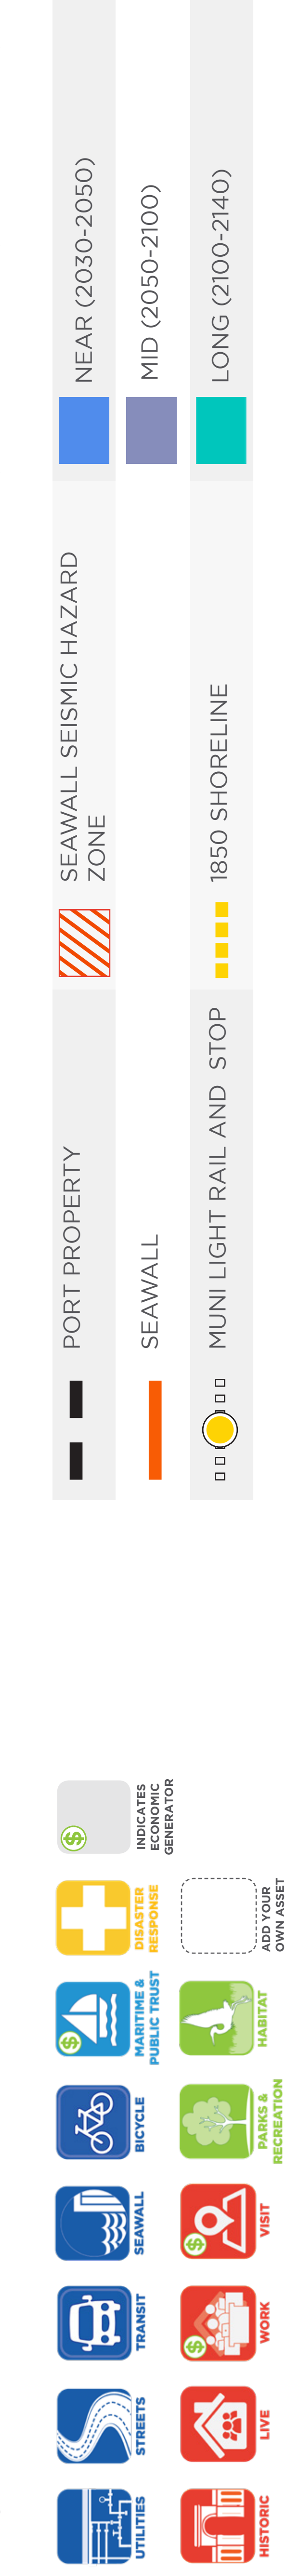 UTILITIES
STREETS
TRANSIT
SEAWALL
BICYCLE
$
MARITIME &
PUBLIC TRUST
DISASTER
RESPONSE
$
INDICATES
ECONOMIC
GENERATOR
HISTORIC
LIVE
$
WORK
$
VISIT
PARKS &
RECREATION
HABITAT
ADD YOUR
OWN ASSET
PORT PROPERTY
SEAWALL SEISMIC HAZARD
ZONE
NEAR (2030-2050)
SEAWALL
MID (2050-2100)
MUNI LIGHT RAIL AND STOP
1850 SHORELINE
LONG (2100-2140)